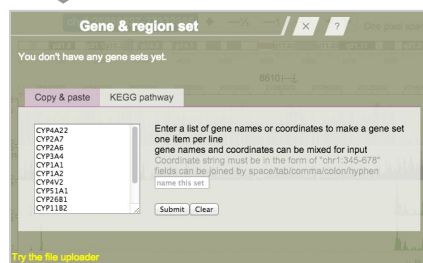 Gene & region set
×
?
You don't have any gene sets yet.
8610
Copy & paste
KEGG pathway
CYP4A22
CYP2A7
CYP2A6
CYP3A4
CYP1A1
CYP1A2
CYP4V2
CYP51A1
CYP26B1
CYP11B2
Enter a list of gene names or coordinates to make a gene set
one item per line
gene names and coordinates can be mixed for input
Coordinate string must be in the form of "chr1:345-678"
fields can be joined by space/tab/comma/colon/hyphen
name this set
Submit
Clear
Try the file uploader